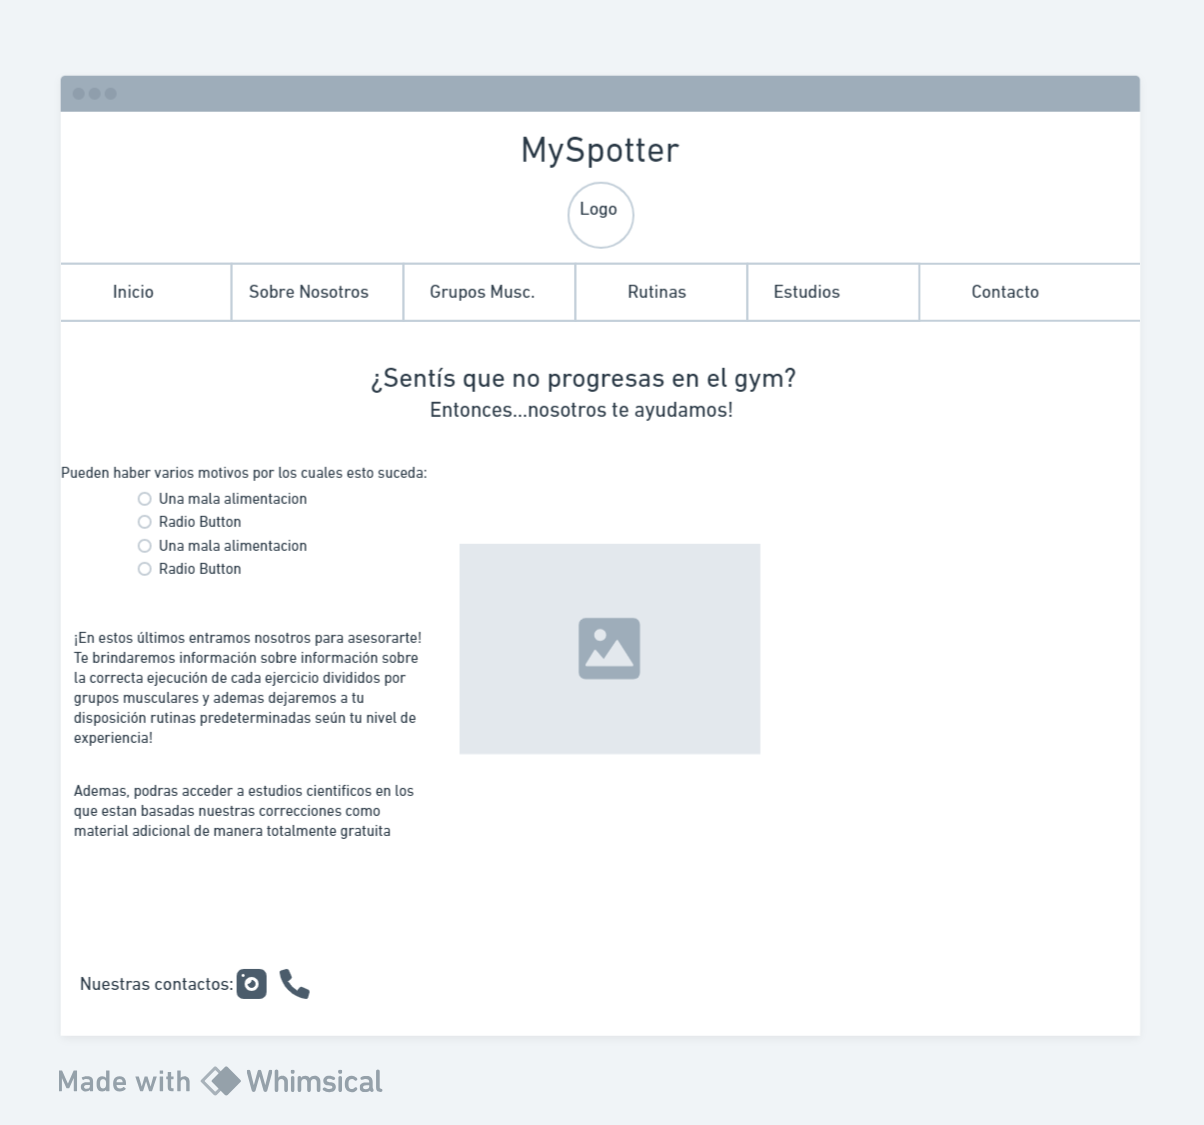 MySpotter
Logo
Inicio
Sobre Nosotros
Grupos Musc.
Rutinas
Estudios
Contacto
¿Sentís que no progresas en el gym?
Entonces...nosotros te ayudamos!
Pueden haber varios motivos por los cuales esto suceda:
Una mala alimentacion
Radio Button
Una mala alimentacion
Radio Button
¡En estos últimos entramos nosotros para asesorarte!
Te brindaremos información sobre información sobre
la correcta ejecución de cada ejercicio divididos por
grupos musculares y ademas dejaremos a tu
disposición rutinas predeterminadas seún tu nivel de
experiencia!
Ademas, podras acceder a estudios cientificos en los
que estan basadas nuestras correcciones como
material adicional de manera totalmente gratuita
Nuestras contactos:
Made with Whimsical